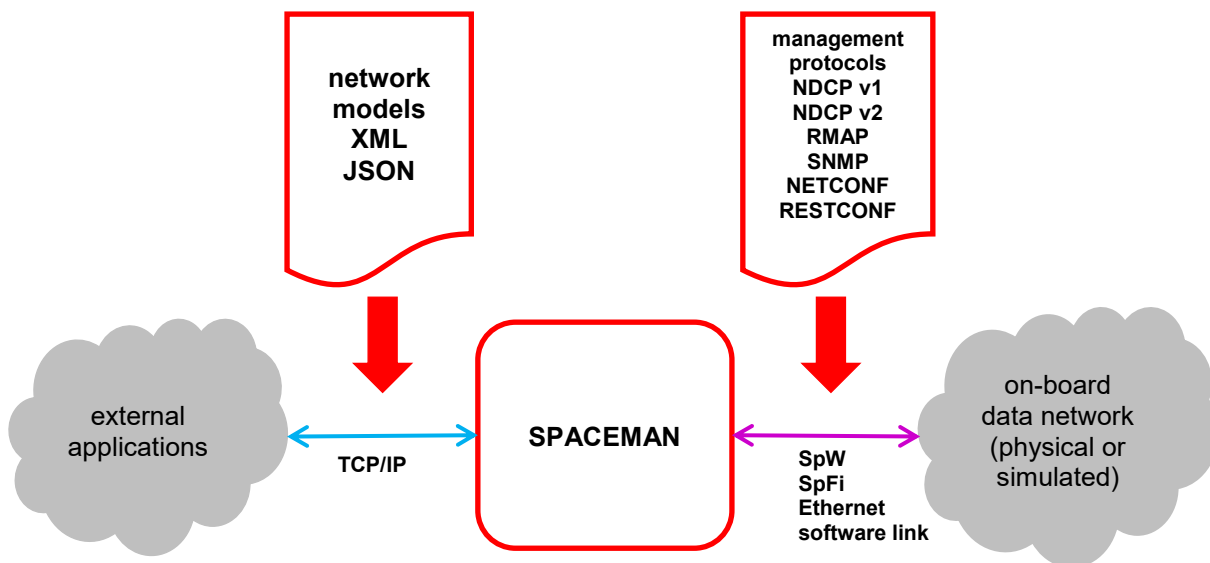 network
models
XML
JSON
management
protocols
NDCP v1
NDCP v2
RMAP
SNMP
NETCONF
RESTCONF
external
applications
TCP/IP
SPACEMAN
SpW
SpFi
Ethernet
software link
on-board
data network
(physical or
simulated)